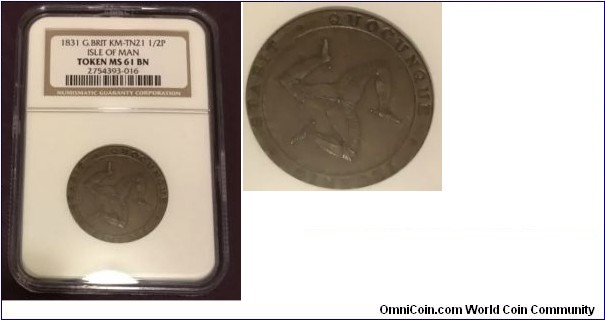 1831 G.BRIT KM-TN21 1/2P
ISLE OF MAN
TOKEN MS 61 BN
2754393-016
NUMISMATIC GUARANTY CORPORATION
QUOCUNQUE
STABIT
OmniCoin.com World Coin Community